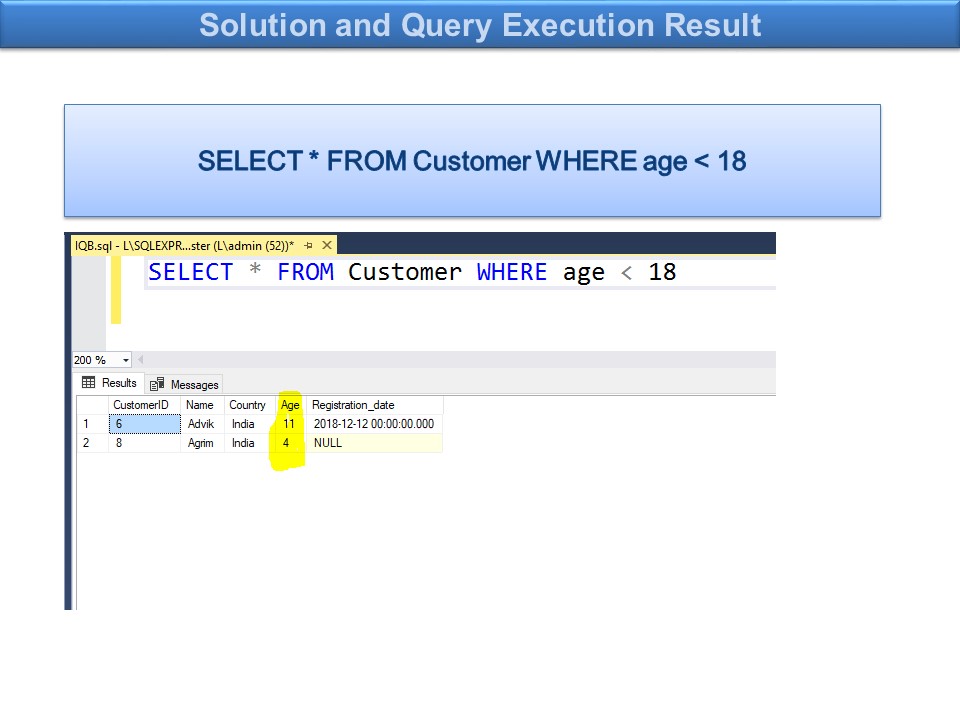 Solution and Query Execution Result
SELECT * FROM Customer WHERE age < 18
IQB.sql - L\SQLEXPR...ster (L\admin (52))*
SELECT * FROM Customer WHERE age < 18
200 %
Results Messages
CustomerID Name Country Age Registration_date
1 6 Advik India 11 2018-12-12 00:00:00.000
2 8 Agrim India 4 NULL